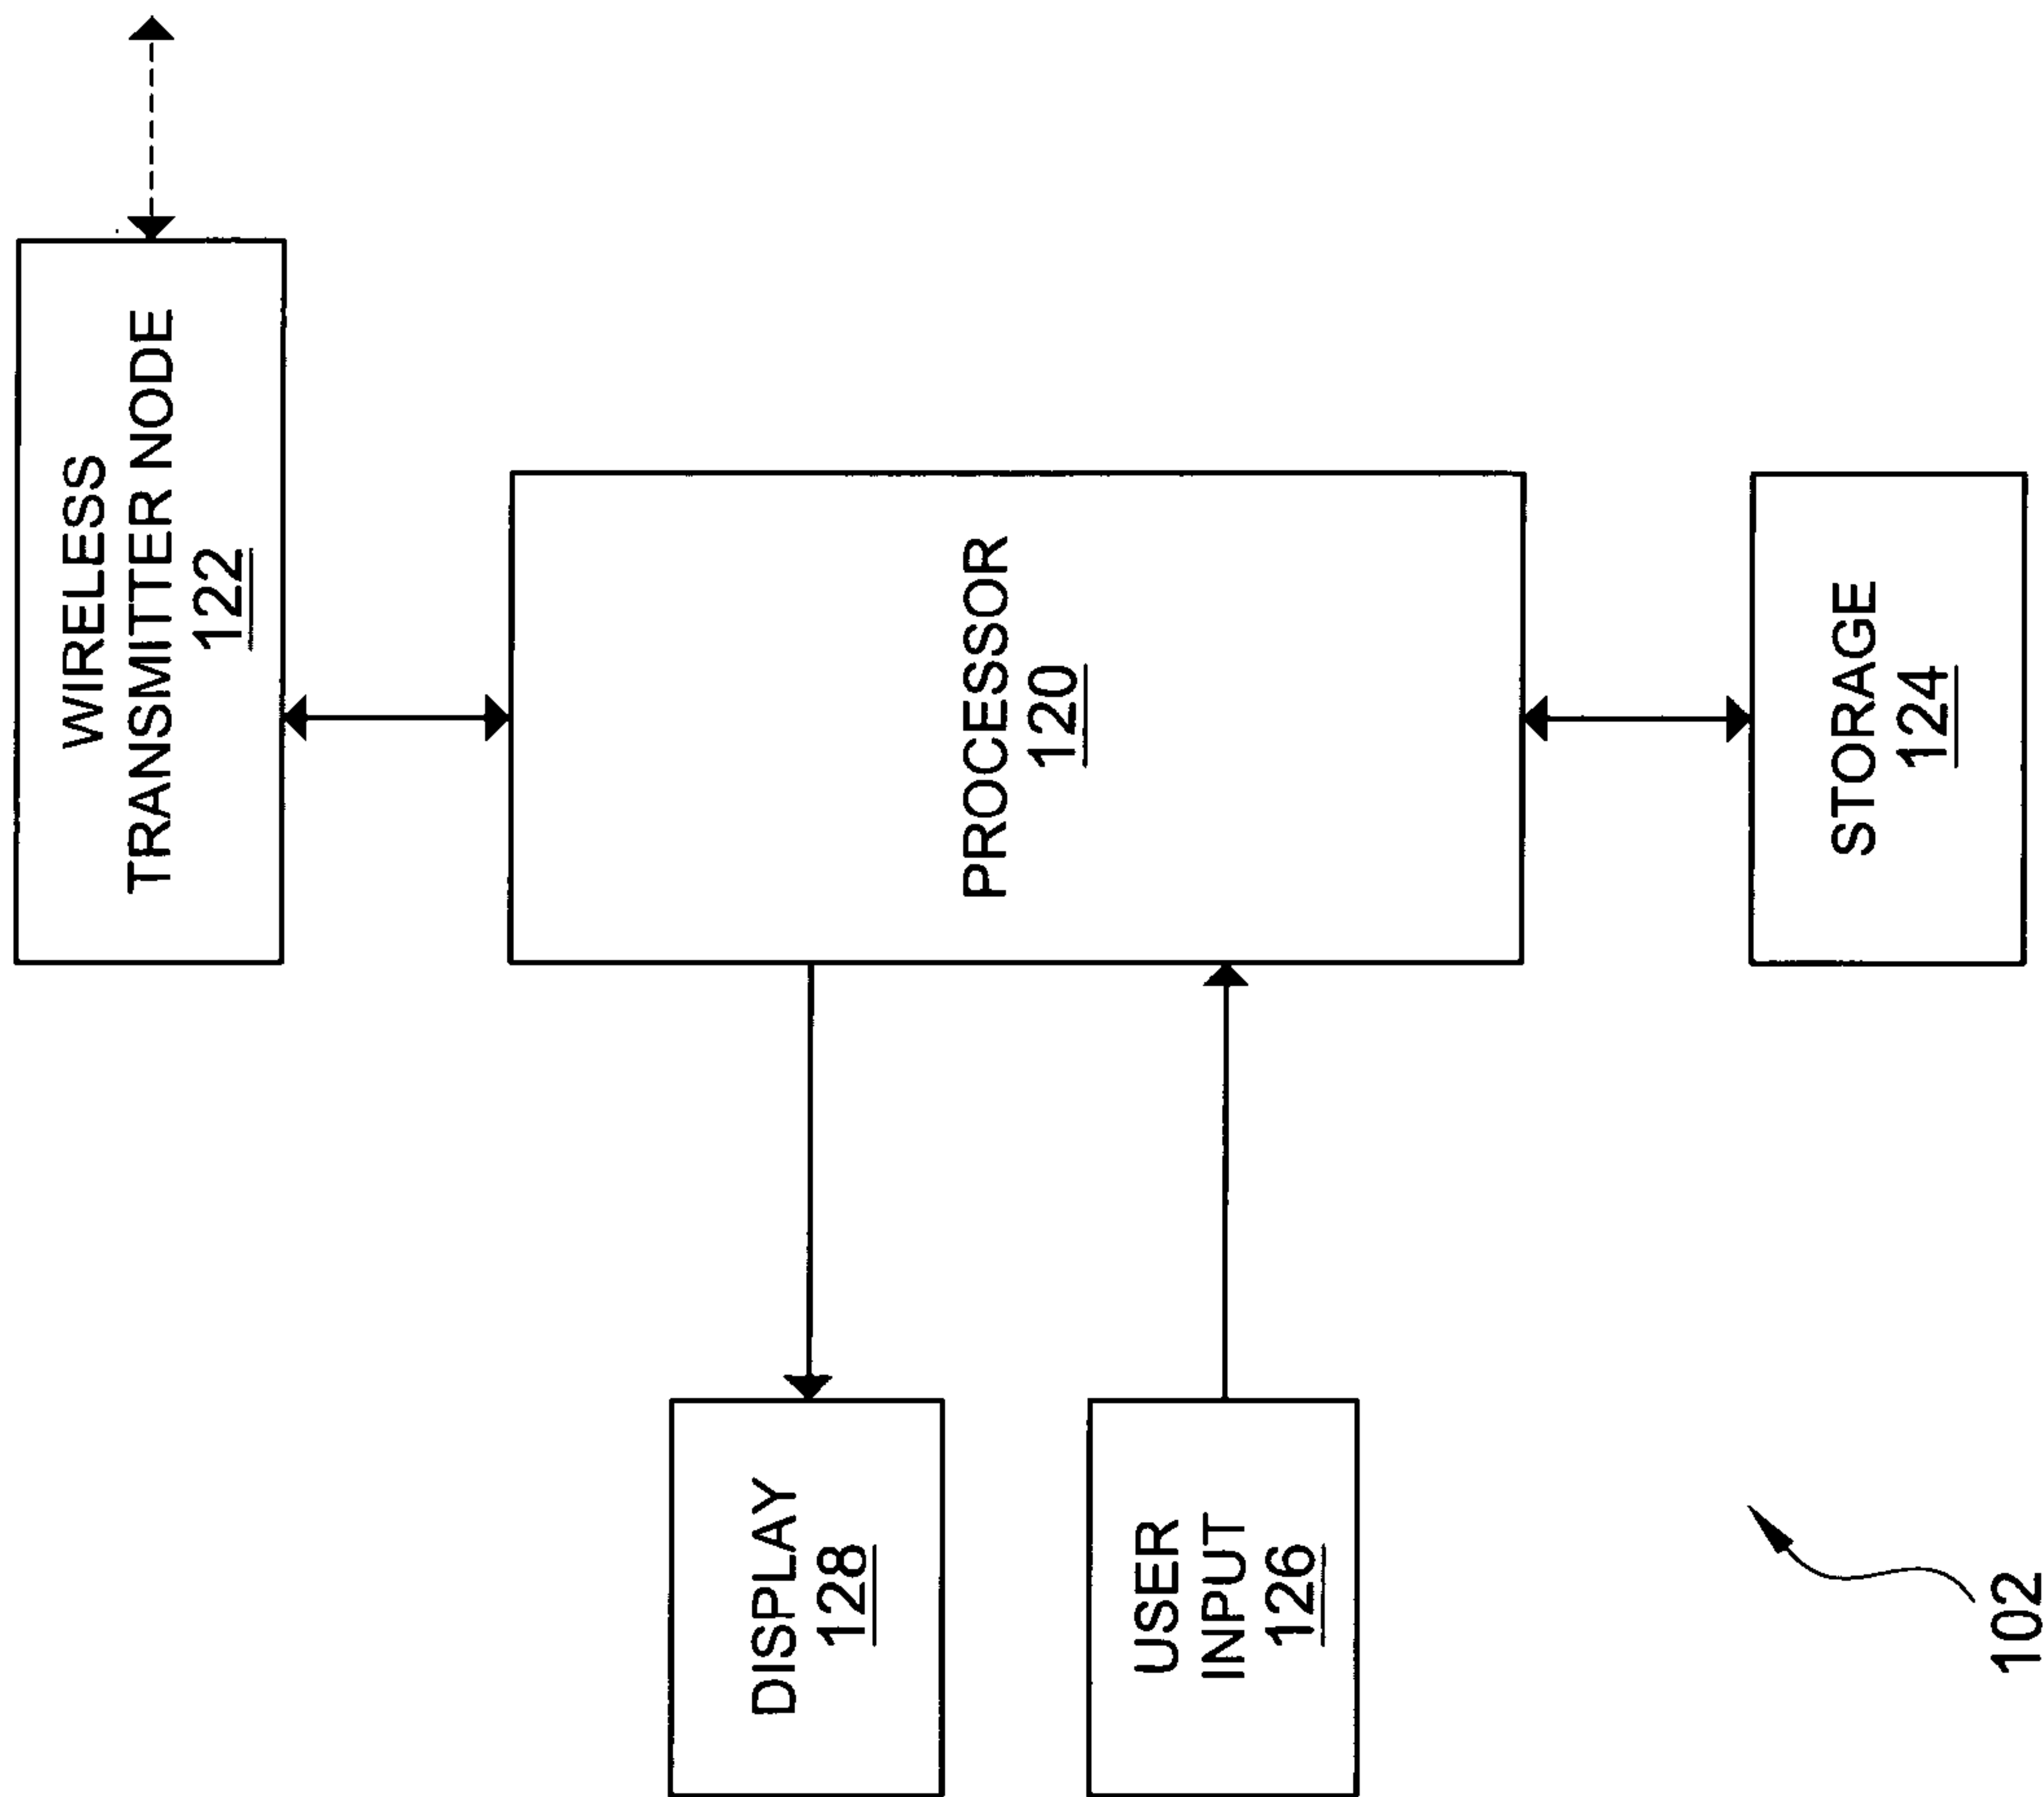 WIRELESS
TRANSMITTER NODE
122
PROCESSOR
120
STORAGE
124
DISPLAY
128
USER
INPUT
126
102